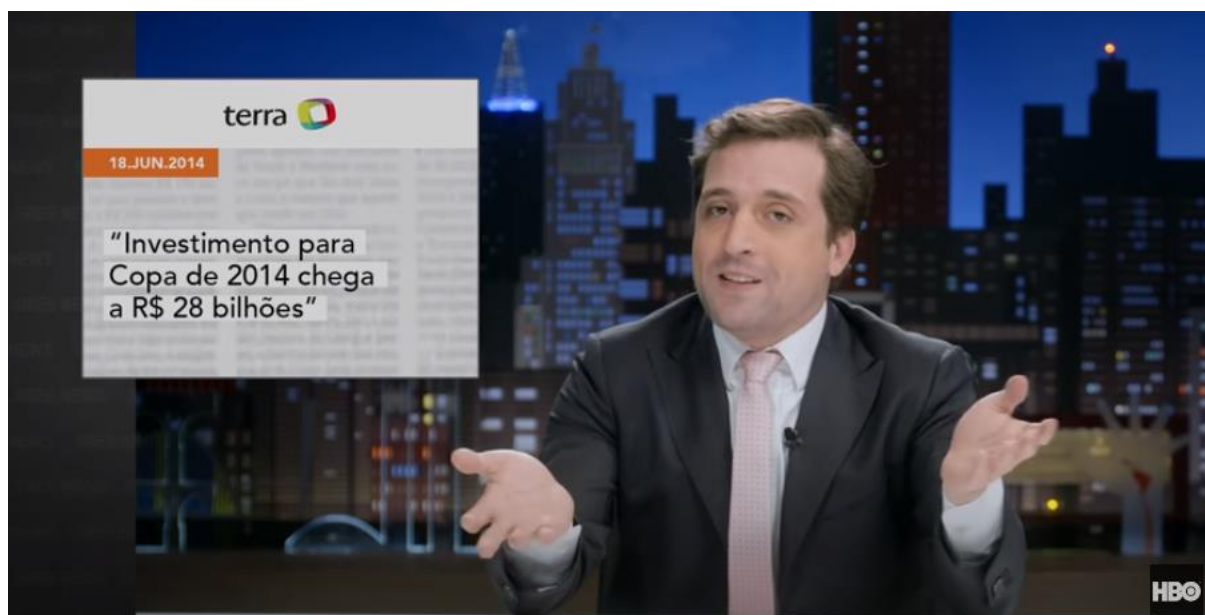 terra
18.JUN.2014
“Investimento para
Copa de 2014 chega
a R$ 28 bilhões”
HBO